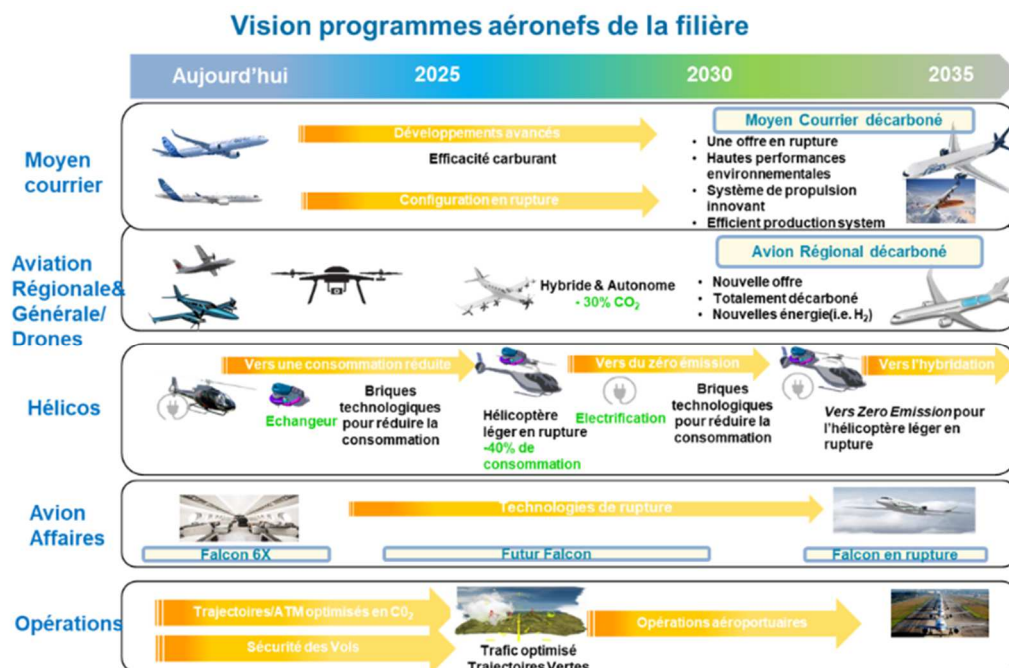 Vision programmes aéronefs de la filière
Aujourd'hui
2025
2030
2035
Moyen
courrier
Développements avancés
Efficacité carburant
Configuration en rupture
Moyen Courrier décarboné
• Une offre en rupture
• Hautes performances
environnementales
• Système de propulsion
innovant
• Efficient production system
Aviation
Régionale&
Générale/
Drones
Hybride & Autonome
- 30% CO₂
Avion Régional décarboné
• Nouvelle offre
• Totalement décarboné
• Nouvelles énergie(i.e. H₂)
Hélicos
Vers une consommation réduite
Echangeur
Briques
technologiques
pour réduire la
consommation
Hélicoptère
léger en rupture
-40% de
consommation
Vers du zéro émission
Electrification
Briques
technologiques
pour réduire la
consommation
Vers l'hybridation
Vers Zero Emission pour
l'hélicoptère léger en
rupture
Avion
Affaires
Technologies de rupture
Falcon 6X
Futur Falcon
Falcon en rupture
Opérations
Trajectoires/ATM optimisés en C0₂
Sécurité des Vols
Trafic optimisé
Trajectoires Vertes
Opérations aéroportuaires